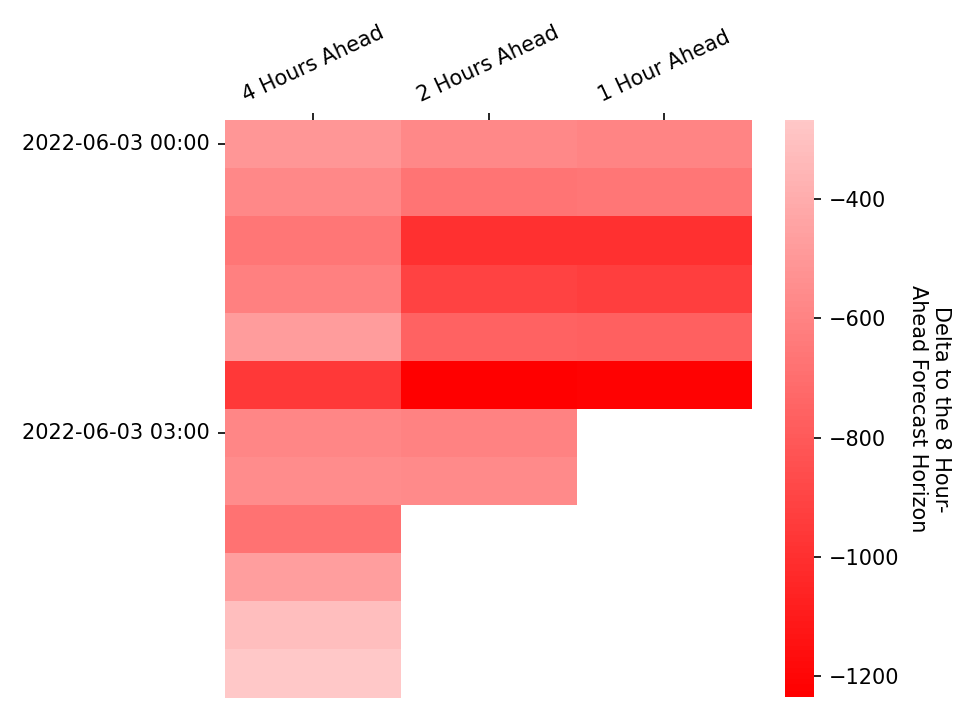 4 Hours Ahead
2 Hours Ahead
1 Hour Ahead
2022-06-03 00:00
2022-06-03 03:00
−400
−600
−800
−1000
−1200
Delta to the 8 Hour-
Ahead Forecast Horizon